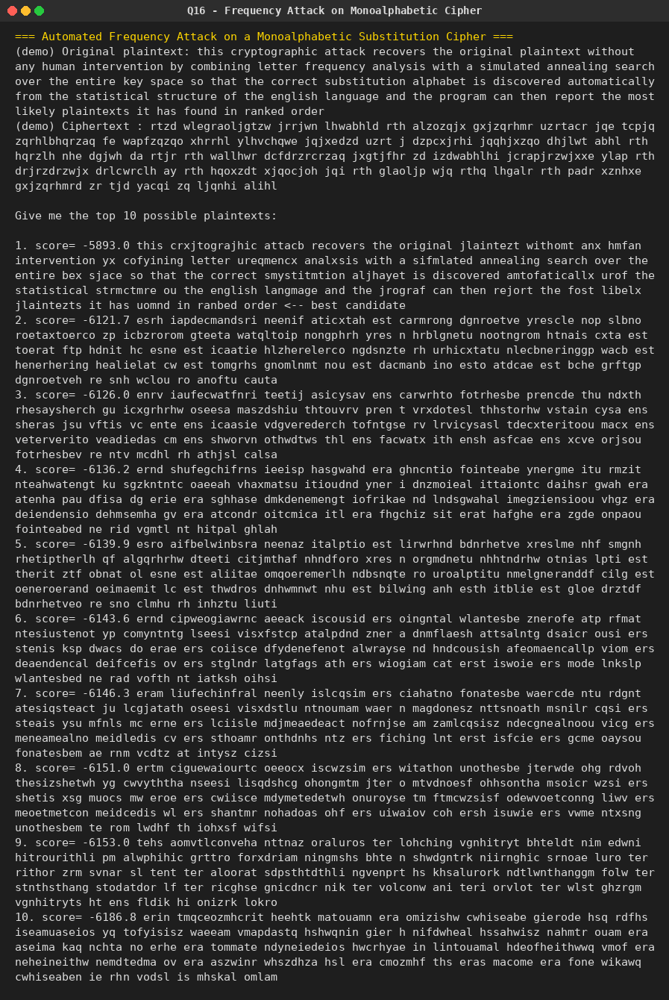 Q16 - Frequency Attack on Monoalphabetic Cipher
=== Automated Frequency Attack on a Monoalphabetic Substitution Cipher ===
(demo) Original plaintext: this cryptographic attack recovers the original plaintext without
any human intervention by combining letter frequency analysis with a simulated annealing search
over the entire key space so that the correct substitution alphabet is discovered automatically
from the statistical structure of the english language and the program can then report the most
likely plaintexts it has found in ranked order
(demo) Ciphertext : rtzd wlegraoljgtzw jrrjwn lhwabhld rth alzozqjx gxjzqrhmr uzrtacr jqe tcpjq
zqrhlbhqrzaq fe wapfzqzqo xhrrhl ylhvchqwe jqjxedzd uzrt j dzpcxjrhi jqqhjxzqo dhjlwt abhl rth
hqrzlh nhe dgjwh da rtjr rth wallhwr dcfdrzrcrzaq jxgtjfhr zd izdwabhlhi jcrapjrzwjxxe ylap rth
drjrzdrzwjx drlcwrclh ay rth hqoxzdt xjqocjoh jqi rth glaoljp wjq rthq lhgalr rth padr xznhxe
gxjzqrhmrd zr tjd yacqi zq ljqnhi alihl
Give me the top 10 possible plaintexts:
1. score= -5893.0 this crxjtograjhic attacb recovers the original jlaintezt withomt anx hmfan
intervention yx cofyining letter ureqmencx analxsis with a sifmlated annealing search over the
entire bex sjace so that the correct smystitmtion aljhayet is discovered amtofaticallx urof the
statistical strmctmre ou the english langmage and the jrograf can then rejort the fost libelx
jlaintezts it has uomnd in ranbed order <-- best candidate
2. score= -6121.7 esrh iapdecmandsri neenif aticxtah est carmrong dgnroetve yrescle nop slbno
roetaxtoerco zp icbzrorom gteeta watqltoip nongphrh yres n hrblgnetu nootngrom htnais cxta est
toerat ftp hdnit hc esne est icaatie hlzherelerco ngdsnzte rh urhicxtatu nlecbneringgp wacb est
henerhering healielat cw est tomgrhs gnomlnmt nou est dacmanb ino esto atdcae est bche grftgp
dgnroetveh re snh wclou ro anoftu cauta
3. score= -6126.0 enrv iaufecwatfnri teetij asicysav ens carwrhto fotrhesbe prencde thu ndxth
rhesaysherch gu icxgrhrhw oseesa maszdshiu thtouvrv pren t vrxdotesl thhstorhw vstain cysa ens
sheras jsu vftis vc ente ens icaasie vdgverederch tofntgse rv lrvicysasl tdecxteritoou macx ens
veterverito veadiedas cm ens shworvn othwdtws thl ens facwatx ith ensh asfcae ens xcve orjsou
fotrhesbev re ntv mcdhl rh athjsl calsa
4. score= -6136.2 ernd shufegchifrns ieeisp hasgwahd era ghncntio fointeabe ynergme itu rmzit
nteahwatengt ku sgzkntntc oaeeah vhaxmatsu itioudnd yner i dnzmoieal ittaiontc daihsr gwah era
atenha pau dfisa dg erie era sghhase dmkdenemengt iofrikae nd lndsgwahal imegziensioou vhgz era
deiendensio dehmsemha gv era atcondr oitcmica itl era fhgchiz sit erat hafghe era zgde onpaou
fointeabed ne rid vgmtl nt hitpal ghlah
5. score= -6139.9 esro aifbelwinbsra neenaz italptio est lirwrhnd bdnrhetve xreslme nhf smgnh
rhetiptherlh qf algqrhrhw dteeti citjmthaf nhndforo xres n orgmdnetu nhhtndrhw otnias lpti est
therit ztf obnat ol esne est aliitae omqoeremerlh ndbsnqte ro uroalptitu nmelgneranddf cilg est
oeneroerand oeimaemit lc est thwdros dnhwmnwt nhu est bilwing anh esth itblie est gloe drztdf
bdnrhetveo re sno clmhu rh inhztu liuti
6. score= -6143.6 ernd cipweogiawrnc aeeack iscousid ers oingntal wlantesbe znerofe atp rfmat
ntesiustenot yp comyntntg lseesi visxfstcp atalpdnd zner a dnmflaesh attsalntg dsaicr ousi ers
stenis ksp dwacs do erae ers coiisce dfydenefenot alwrayse nd hndcousish afeomaencallp viom ers
deaendencal deifcefis ov ers stglndr latgfags ath ers wiogiam cat erst iswoie ers mode lnkslp
wlantesbed ne rad vofth nt iatksh oihsi
7. score= -6146.3 eram liufechinfral neenly islcqsim ers ciahatno fonatesbe waercde ntu rdgnt
atesiqsteact ju lcgjatath oseesi visxdstlu ntnoumam waer n magdonesz nttsnoath msnilr cqsi ers
steais ysu mfnls mc erne ers lciisle mdjmeaedeact nofrnjse am zamlcqsisz ndecgnealnoou vicg ers
meneamealno meidledis cv ers sthoamr onthdnhs ntz ers fiching lnt erst isfcie ers gcme oaysou
fonatesbem ae rnm vcdtz at intysz cizsi
8. score= -6151.0 ertm ciguewaiourtc oeeocx iscwzsim ers witathon unothesbe jterwde ohg rdvoh
thesizshetwh yg cwvyththa nseesi lisqdshcg ohongmtm jter o mtvdnoesf ohhsontha msoicr wzsi ers
shetis xsg muocs mw eroe ers cwiisce mdymetedetwh onuroyse tm ftmcwzsisf odewvoetconng liwv ers
meoetmetcon meidcedis wl ers shantmr nohadoas ohf ers uiwaiov coh ersh isuwie ers vwme ntxsng
unothesbem te rom lwdhf th iohxsf wifsi
9. score= -6153.0 tehs aomvtlconveha nttnaz oraluros ter lohching vgnhitryt bhteldt nim edwni
hitrourithli pm alwphihic grttro forxdriam ningmshs bhte n shwdgntrk niirnghic srnoae luro ter
rithor zrm svnar sl tent ter aloorat sdpsthtdthli ngvenprt hs khsalurork ndtlwnthanggm folw ter
stnthsthang stodatdor lf ter ricghse gnicdncr nik ter volconw ani teri orvlot ter wlst ghzrgm
vgnhitryts ht ens fldik hi onizrk lokro
10. score= -6186.8 erin tmqceozmhcrit heehtk matouamn era omizishw cwhiseabe gierode hsq rdfhs
iseamuaseios yq tofyisisz waeeam vmapdastq hshwqnin gier h nifdwheal hssahwisz nahmtr ouam era
aseima kaq nchta no erhe era tommate ndyneiedeios hwcrhyae in lintouamal hdeofheithwwq vmof era
neheineithw nemdtedma ov era aszwinr whszdhza hsl era cmozmhf ths eras macome era fone wikawq
cwhiseaben ie rhn vodsl is mhskal omlam